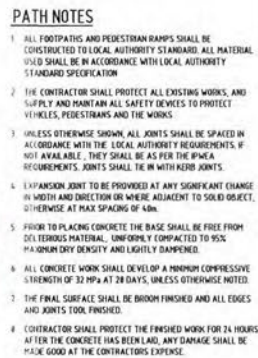 PATH NOTES
1 ALL FOOTPATHS AND PEDESTRIAN RAMPS SHALL BE
CONSTRUCTED TO LOCAL AUTHORITY STANDARD. ALL MATERIAL
USED SHALL BE IN ACCORDANCE WITH LOCAL AUTHORITY
STANDARD SPECIFICATION
2 THE CONTRACTOR SHALL PROTECT ALL EXISTING WORKS, AND
SUPPLY AND MAINTAIN ALL SAFETY DEVICES TO PROTECT
VEHICLES, PEDESTRIANS AND THE WORKS
3 UNLESS OTHERWISE SHOWN, ALL JOINTS SHALL BE SPACED IN
ACCORDANCE WITH THE LOCAL AUTHORITY REQUIREMENTS. IF
NOT AVAILABLE, THEY SHALL BE AS PER THE IPWEA
REQUIREMENTS. JOINTS SHALL TIE IN WITH KERB JOINTS.
4 EXPANSION JOINT TO BE PROVIDED AT ANY SIGNIFICANT CHANGE
IN WIDTH AND DIRECTION OR WHERE ADJACENT TO SOLID OBJECT,
OTHERWISE AT MAX SPACING OF
5 PRIOR TO PLACING CONCRETE THE BASE SHALL BE FREE FROM
DELETERIOUS MATERIAL, UNIFORMLY COMPACTED TO 95%
MAXIMUM DRY DENSITY AND LIGHTLY DAMPENED.
6 ALL CONCRETE WORK SHALL DEVELOP A MINIMUM COMPRESSIVE
STRENGTH OF 32 MPa AT 28 DAYS, UNLESS OTHERWISE NOTED.
7 THE FINAL SURFACE SHALL BE BROOM FINISHED AND ALL EDGES
AND JOINTS TOOL FINISHED.
8 CONTRACTOR SHALL PROTECT THE FINISHED WORK FOR 24 HOURS
AFTER THE CONCRETE HAS BEEN LAID, ANY DAMAGE SHALL BE
MADE GOOD AT THE CONTRACTORS EXPENSE.